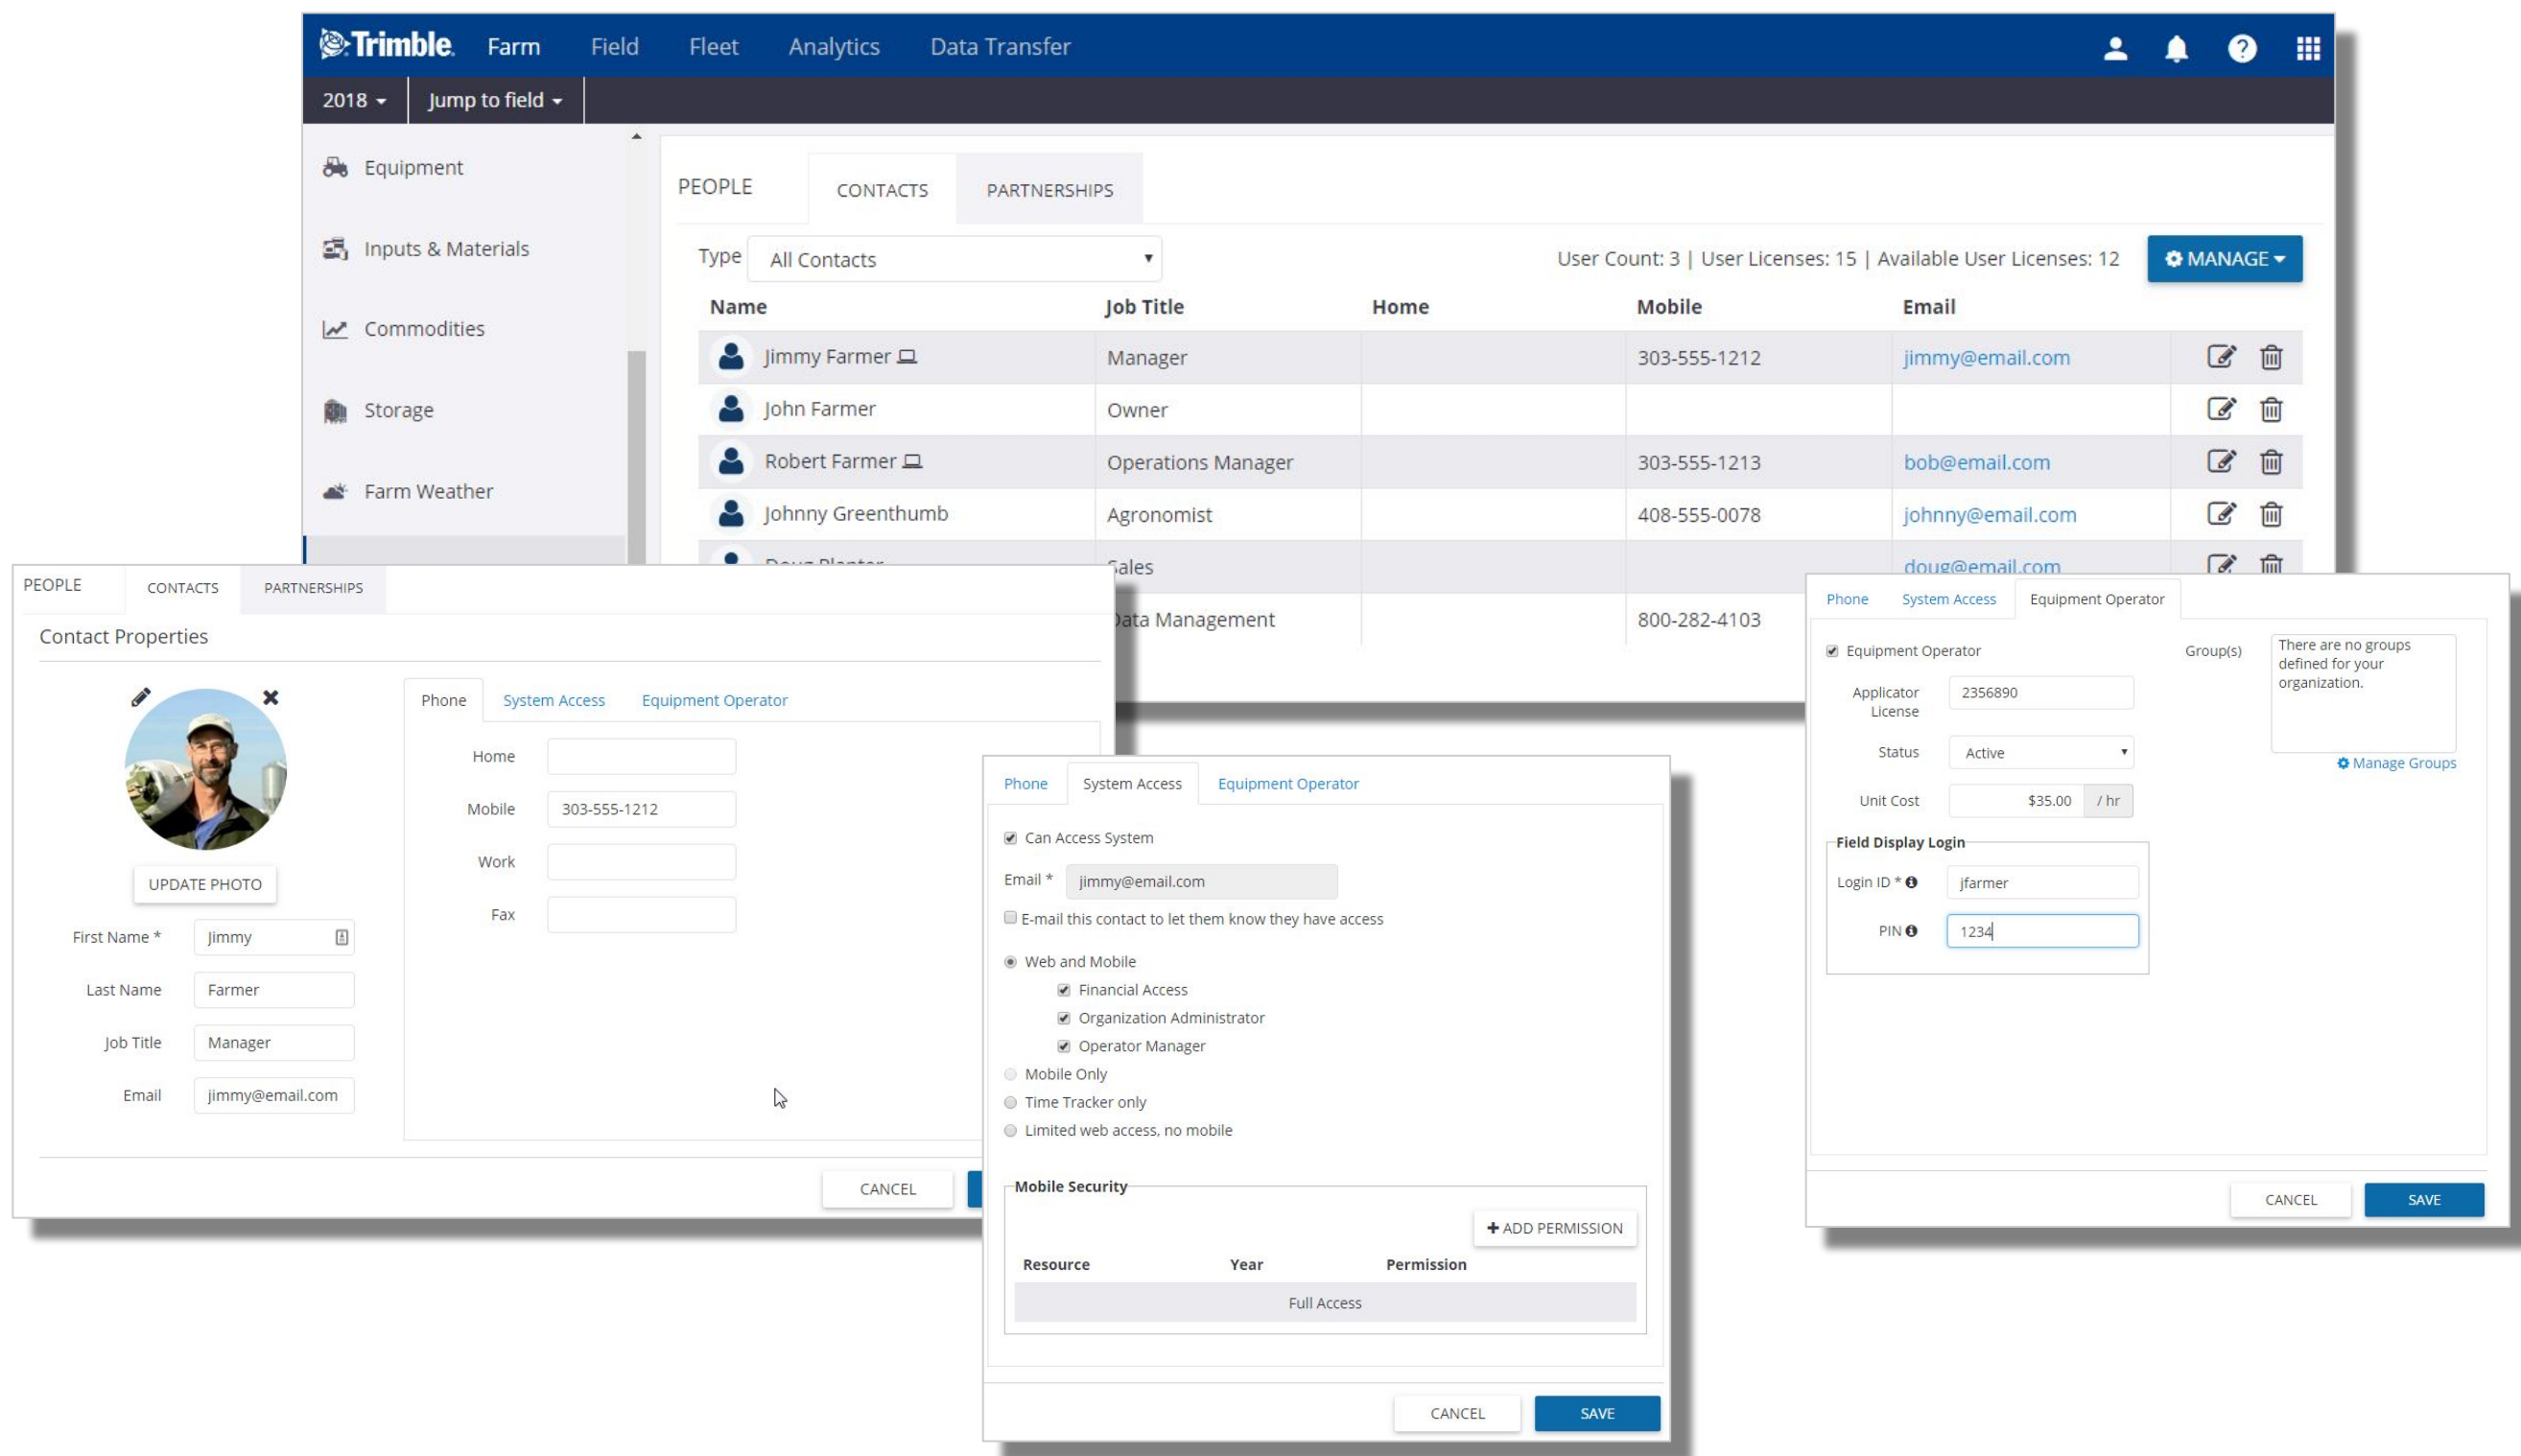 Trimble Farm Field Fleet Analytics Data Transfer
2018 Jump to field
Equipment
Inputs & Materials
Commodities
Storage
Farm Weather
PEOPLE CONTACTS PARTNERSHIPS
Type All Contacts User Count: 3 | User Licenses: 15 | Available User Licenses: 12 MANAGE
Name Job Title Home Mobile Email
Jimmy Farmer Manager 303-555-1212 jimmy@email.com
John Farmer Owner
Robert Farmer Operations Manager 303-555-1213 bob@email.com
Johnny Greenthumb Agronomist 408-555-0078 johnny@email.com
Doug Planter Sales doug@email.com
Data Management 800-282-4103
PEOPLE CONTACTS PARTNERSHIPS
Contact Properties
UPDATE PHOTO
First Name * Jimmy
Last Name Farmer
Job Title Manager
Email jimmy@email.com
Phone System Access Equipment Operator
Home
Mobile 303-555-1212
Work
Fax
CANCEL
Phone System Access Equipment Operator
Can Access System
Email * jimmy@email.com
E-mail this contact to let them know they have access
Web and Mobile
Financial Access
Organization Administrator
Operator Manager
Mobile Only
Time Tracker only
Limited web access, no mobile
Mobile Security
ADD PERMISSION
Resource Year Permission
Full Access
CANCEL SAVE
Phone System Access Equipment Operator
Equipment Operator
Applicator
License
2356890
Status Active
Unit Cost $35.00 / hr
Field Display Login
Login ID * jfarmer
PIN 1234
Group(s)
There are no groups
defined for your
organization.
Manage Groups
CANCEL SAVE